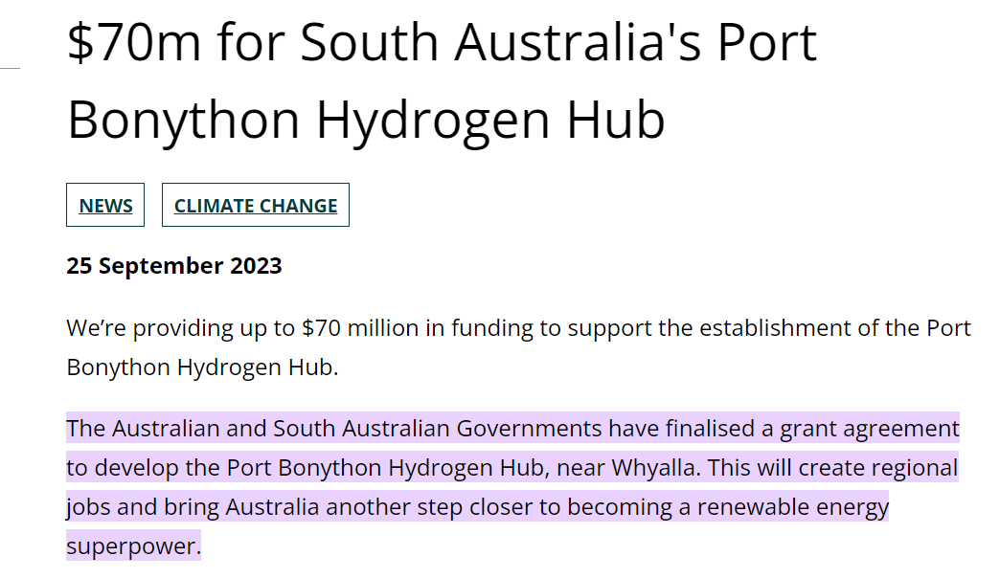 $70m for South Australia's Port
Bonython Hydrogen Hub
NEWS CLIMATE CHANGE
25 September 2023
We’re providing up to $70 million in funding to support the establishment of the Port
Bonython Hydrogen Hub.
The Australian and South Australian Governments have finalised a grant agreement
to develop the Port Bonython Hydrogen Hub, near Whyalla. This will create regional
jobs and bring Australia another step closer to becoming a renewable energy
superpower.